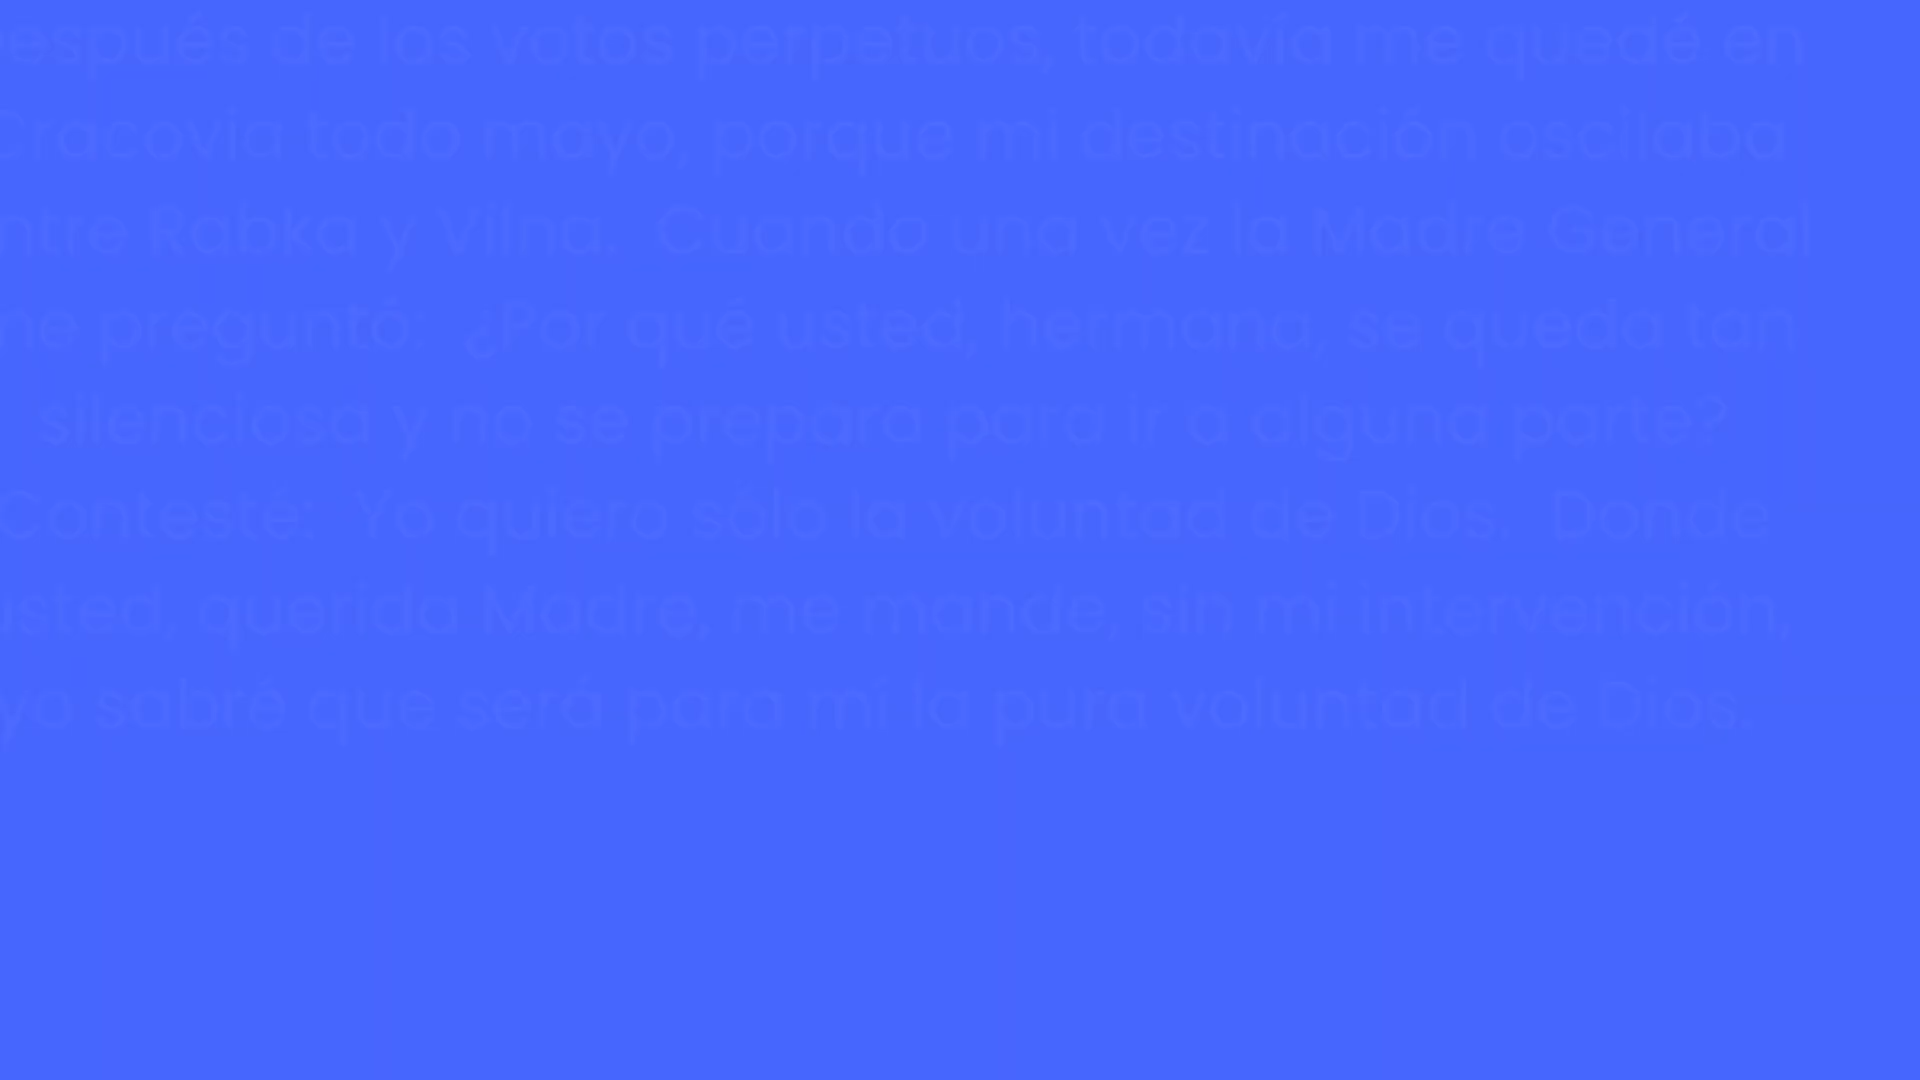 espués de los votos perpetuos, todavía me quedé en
Cracovia todo mayo, porque mi destinación oscilaba
ntre Rabka y Vilna. Cuando una vez la Madre General
me preguntó: ¿Por qué usted, hermana, se queda tan
silenciosa y no se prepara para ir a alguna parte?
Contesté: Yo quiero sólo la voluntad de Dios. Donde
usted, querida Madre, me mande, sin mi intervención,
yo sabré que será para mí la pura voluntad de Dios.